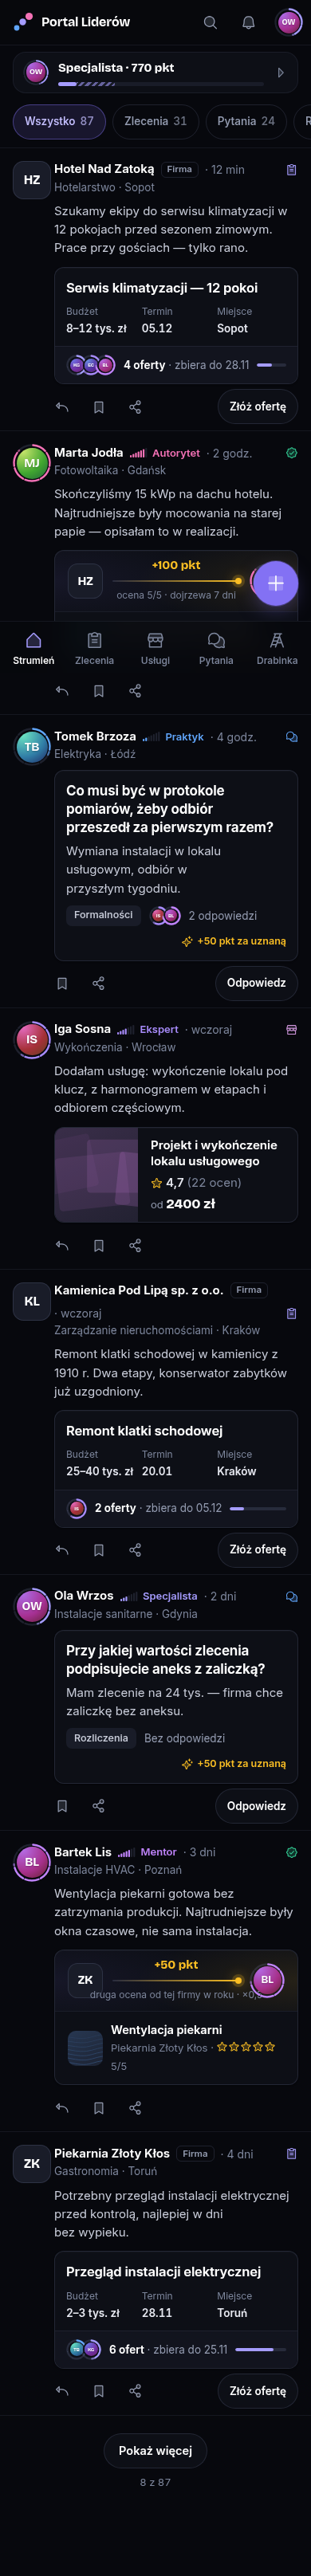 Portal Liderów
OW
OW
Specjalista · 770 pkt
Wszystko 87
Zlecenia 31
Pytania 24
HZ
Hotel Nad Zatoką Firma · 12 min
Hotelarstwo · Sopot
Szukamy ekipy do serwisu klimatyzacji w
12 pokojach przed sezonem zimowym.
Prace przy gościach — tylko rano.
Serwis klimatyzacji — 12 pokoi
Budżet Termin Miejsce
8–12 tys. zł 05.12 Sopot
4 oferty · zbiera do 28.11
Złóż ofertę
MJ
Marta Jodła Autorytet · 2 godz.
Fotowoltaika · Gdańsk
Skończyliśmy 15 kWp na dachu hotelu.
Najtrudniejsze były mocowania na starej
papie — opisałam to w realizacji.
+100 pkt
HZ
ocena 5/5 · dojrzewa 7 dni
Strumień Zlecenia Usługi Pytania Drabinka
TB
Tomek Brzoza Praktyk · 4 godz.
Elektryka · Łódź
Co musi być w protokole
pomiarów, żeby odbiór
przeszedł za pierwszym razem?
Wymiana instalacji w lokalu
usługowym, odbiór w
przyszłym tygodniu.
Formalności 2 odpowiedzi
+50 pkt za uznaną
Odpowiedz
IS
Iga Sosna Ekspert · wczoraj
Wykończenia · Wrocław
Dodałam usługę: wykończenie lokalu pod
klucz, z harmonogramem w etapach i
odbiorem częściowym.
Projekt i wykończenie
lokalu usługowego
4,7 (22 ocen)
od 2400 zł
KL
Kamienica Pod Lipą sp. z o.o. Firma
· wczoraj
Zarządzanie nieruchomościami · Kraków
Remont klatki schodowej w kamienicy z
1910 r. Dwa etapy, konserwator zabytków
już uzgodniony.
Remont klatki schodowej
Budżet Termin Miejsce
25–40 tys. zł 20.01 Kraków
2 oferty · zbiera do 05.12
Złóż ofertę
OW
Ola Wrzos Specjalista · 2 dni
Instalacje sanitarne · Gdynia
Przy jakiej wartości zlecenia
podpisujecie aneks z zaliczką?
Mam zlecenie na 24 tys. — firma chce
zaliczkę bez aneksu.
Rozliczenia Bez odpowiedzi
+50 pkt za uznaną
Odpowiedz
BL
Bartek Lis Mentor · 3 dni
Instalacje HVAC · Poznań
Wentylacja piekarni gotowa bez
zatrzymania produkcji. Najtrudniejsze były
okna czasowe, nie sama instalacja.
+50 pkt
ZK BL
druga ocena od tej firmy w roku · ×0,5
Wentylacja piekarni
Piekarnia Złoty Kłos ·
5/5
ZK
Piekarnia Złoty Kłos Firma · 4 dni
Gastronomia · Toruń
Potrzebny przegląd instalacji elektrycznej
przed kontrolą, najlepiej w dni
bez wypieku.
Przegląd instalacji elektrycznej
Budżet Termin Miejsce
2–3 tys. zł 28.11 Toruń
6 ofert · zbiera do 25.11
Złóż ofertę
Pokaż więcej
8 z 87